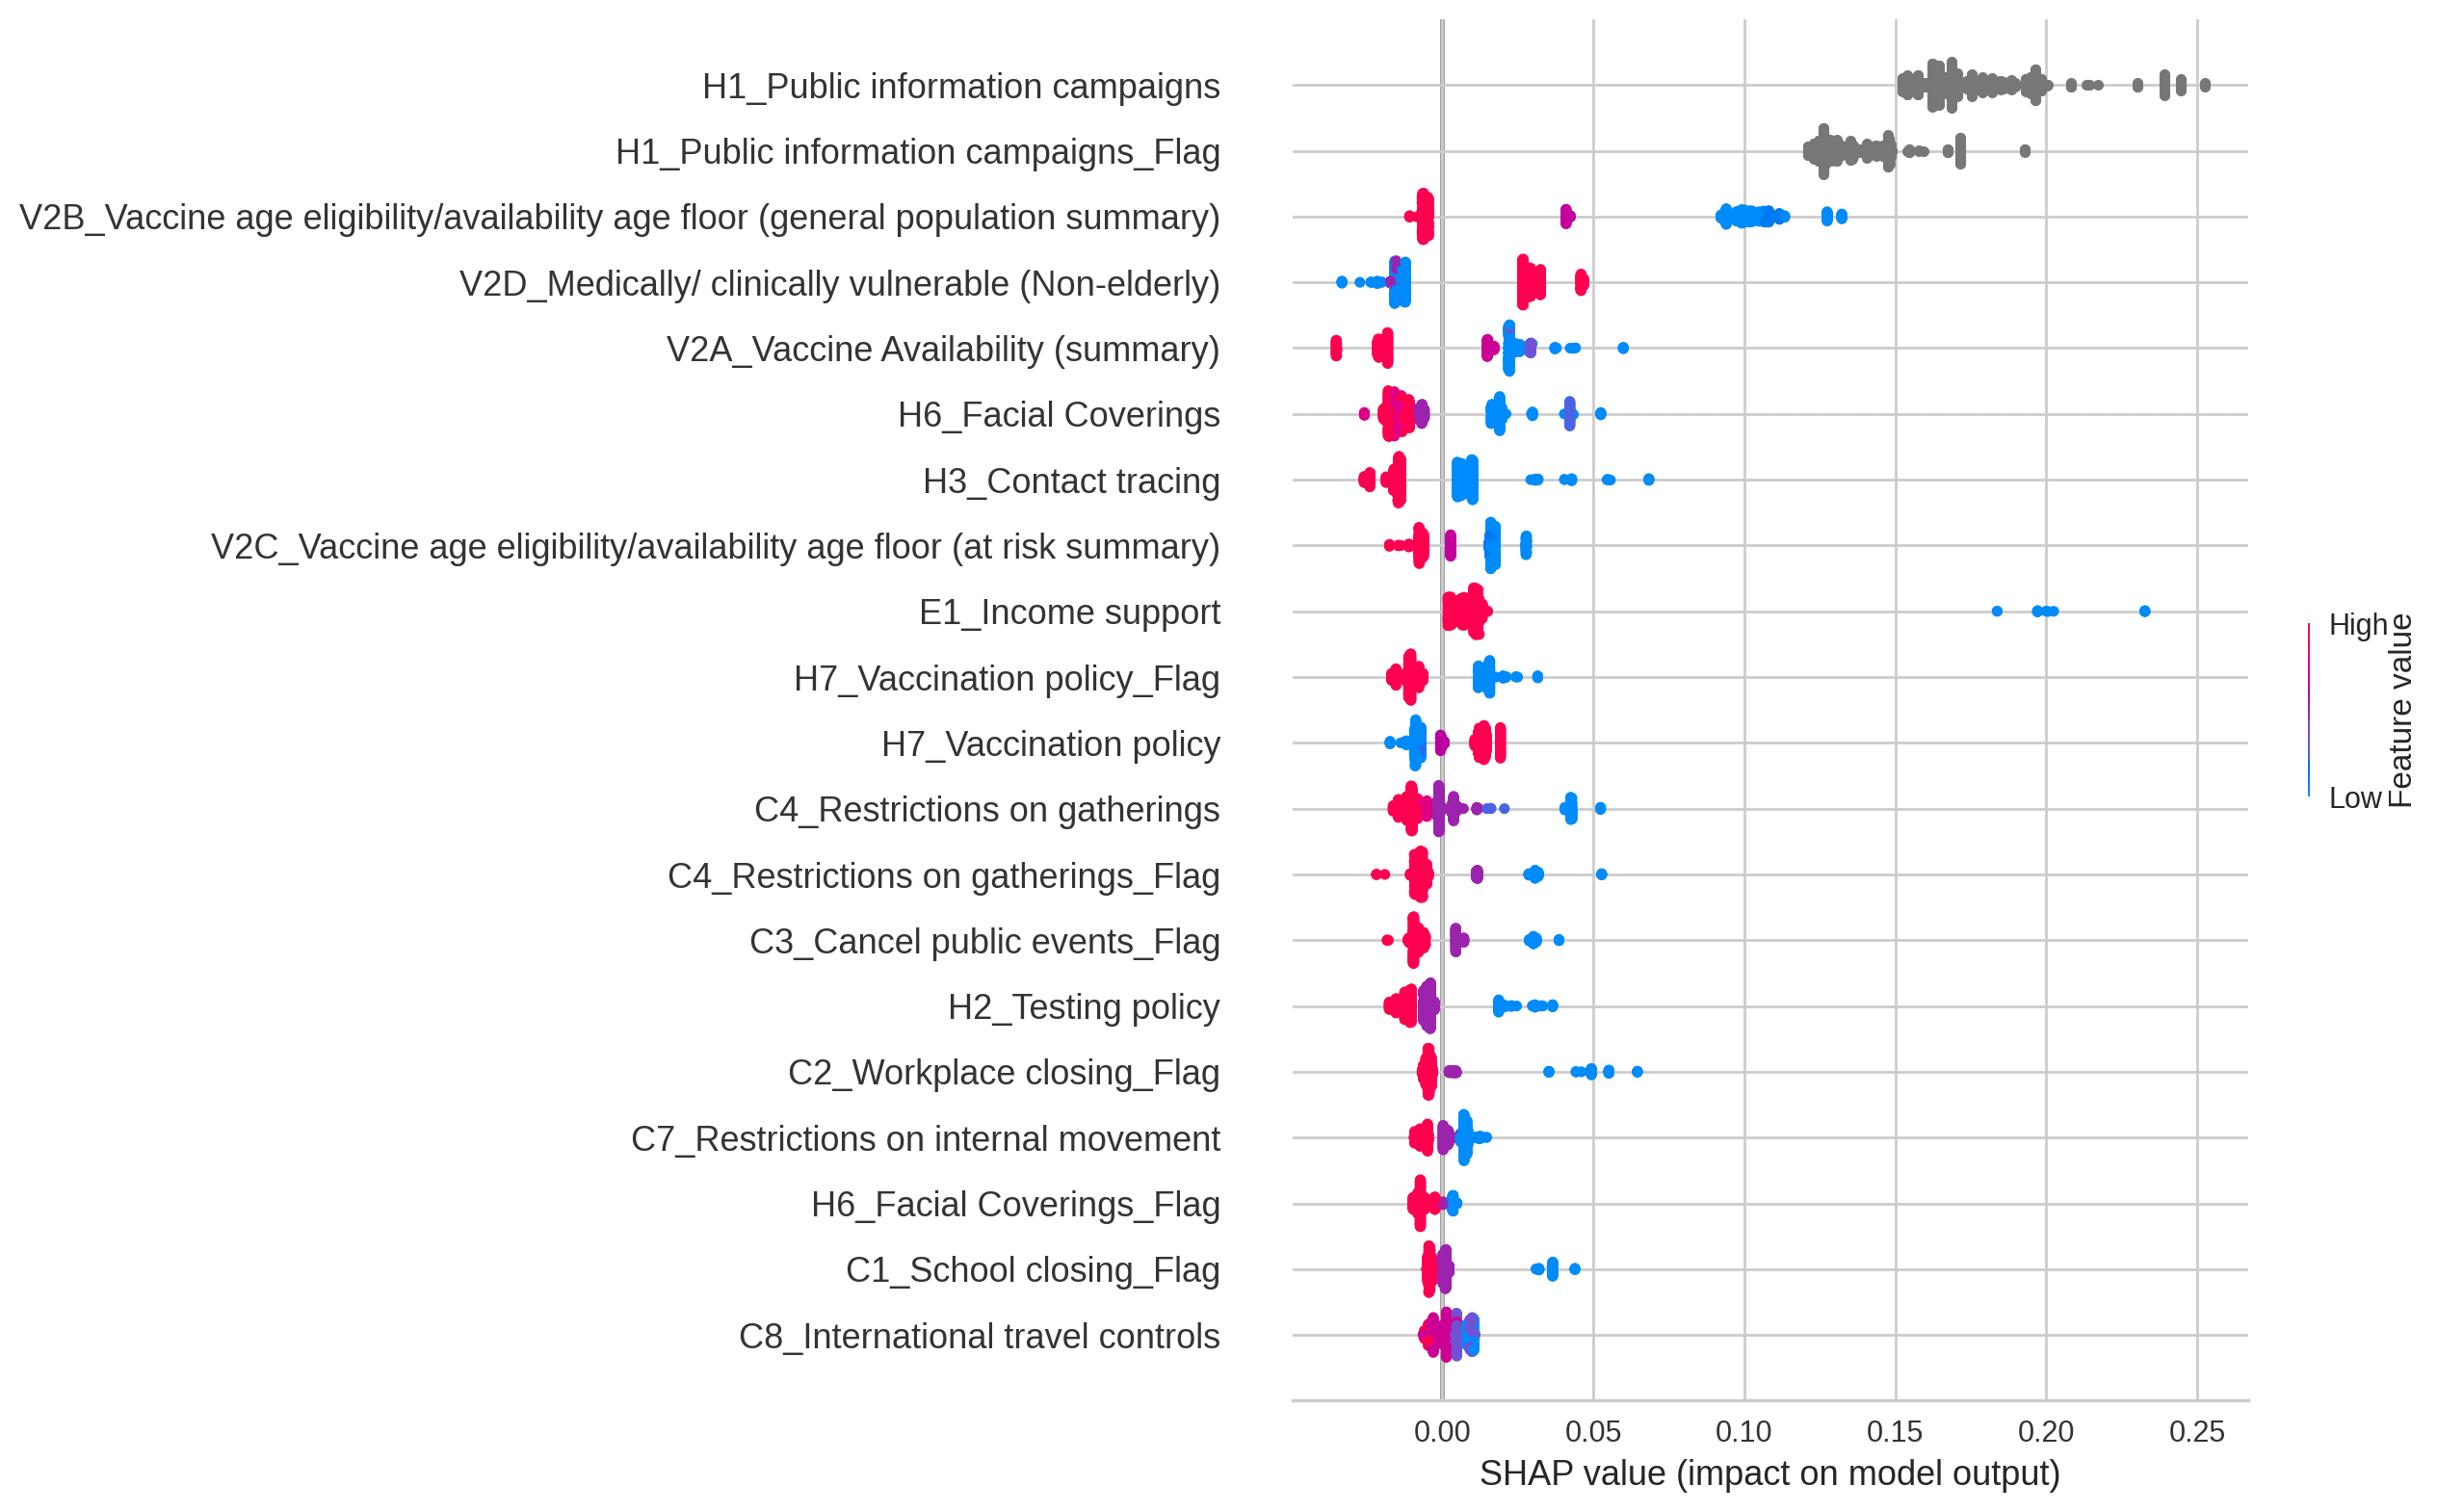 H1_Public information campaigns
H1_Public information campaigns_Flag
V2B_Vaccine age eligibility/availability age floor (general population summary)
V2D_Medically/ clinically vulnerable (Non-elderly)
V2A_Vaccine Availability (summary)
H6_Facial Coverings
H3_Contact tracing
V2C_Vaccine age eligibility/availability age floor (at risk summary)
E1_Income support
H7_Vaccination policy_Flag
H7_Vaccination policy
C4_Restrictions on gatherings
C4_Restrictions on gatherings_Flag
C3_Cancel public events_Flag
H2_Testing policy
C2_Workplace closing_Flag
C7_Restrictions on internal movement
H6_Facial Coverings_Flag
C1_School closing_Flag
C8_International travel controls
0.00 0.05 0.10 0.15 0.20 0.25
SHAP value (impact on model output)
High
Low
Feature value